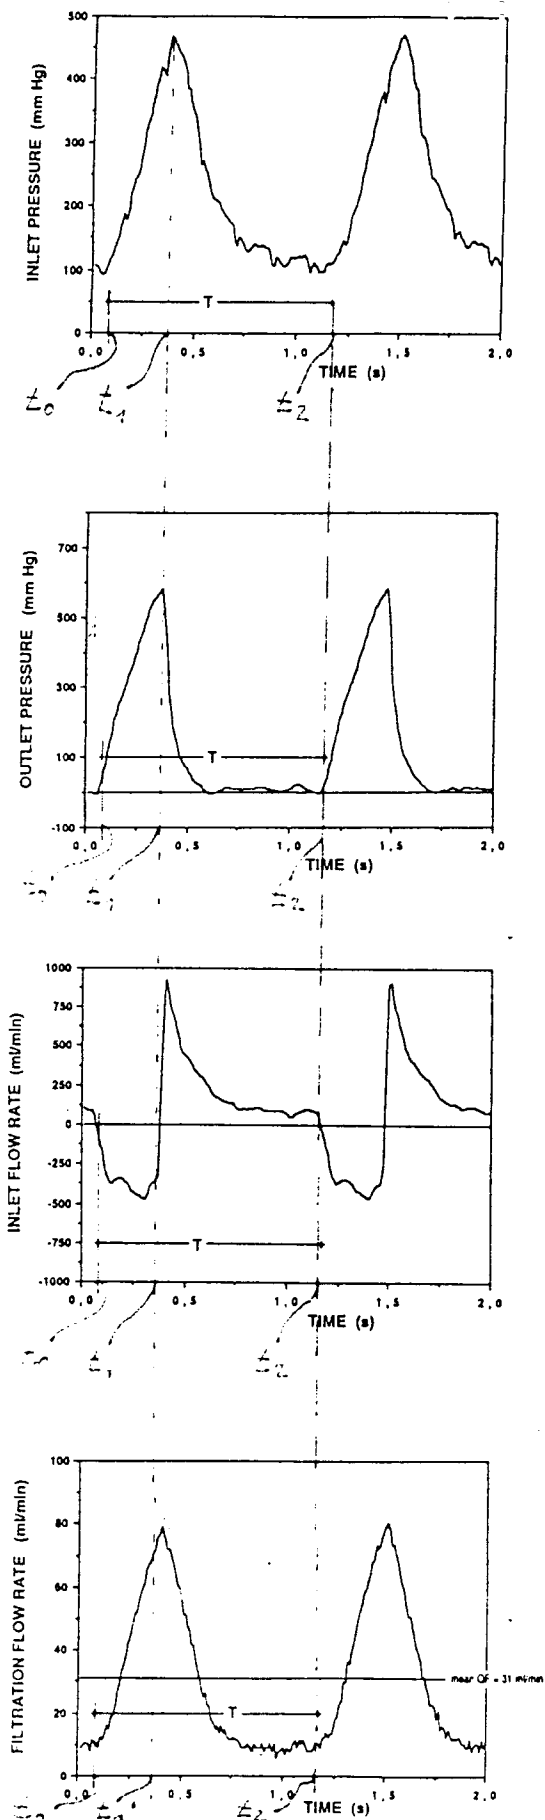 INLET PRESSURE (mm Hg)
500
400
300
200
100
0
T
0,0 0,5 1,0 1,5 2,0
TIME (s)
t0 t1 t2
OUTLET PRESSURE (mm Hg)
700
500
300
100
-100
T
0,0 0,5 1,0 1,5 2,0
TIME (s)
t1 t2
INLET FLOW RATE (ml/min)
1000
750
500
250
0
-250
-500
-750
-1000
T
0,0 0,5 1,0 1,5 2,0
TIME (s)
t1 t2
FILTRATION FLOW RATE (ml/min)
100
80
60
40
20
0
mean QF = 31 ml/min
T
0,0 0,5 1,0 1,5 2,0
TIME (s)
t1 t2